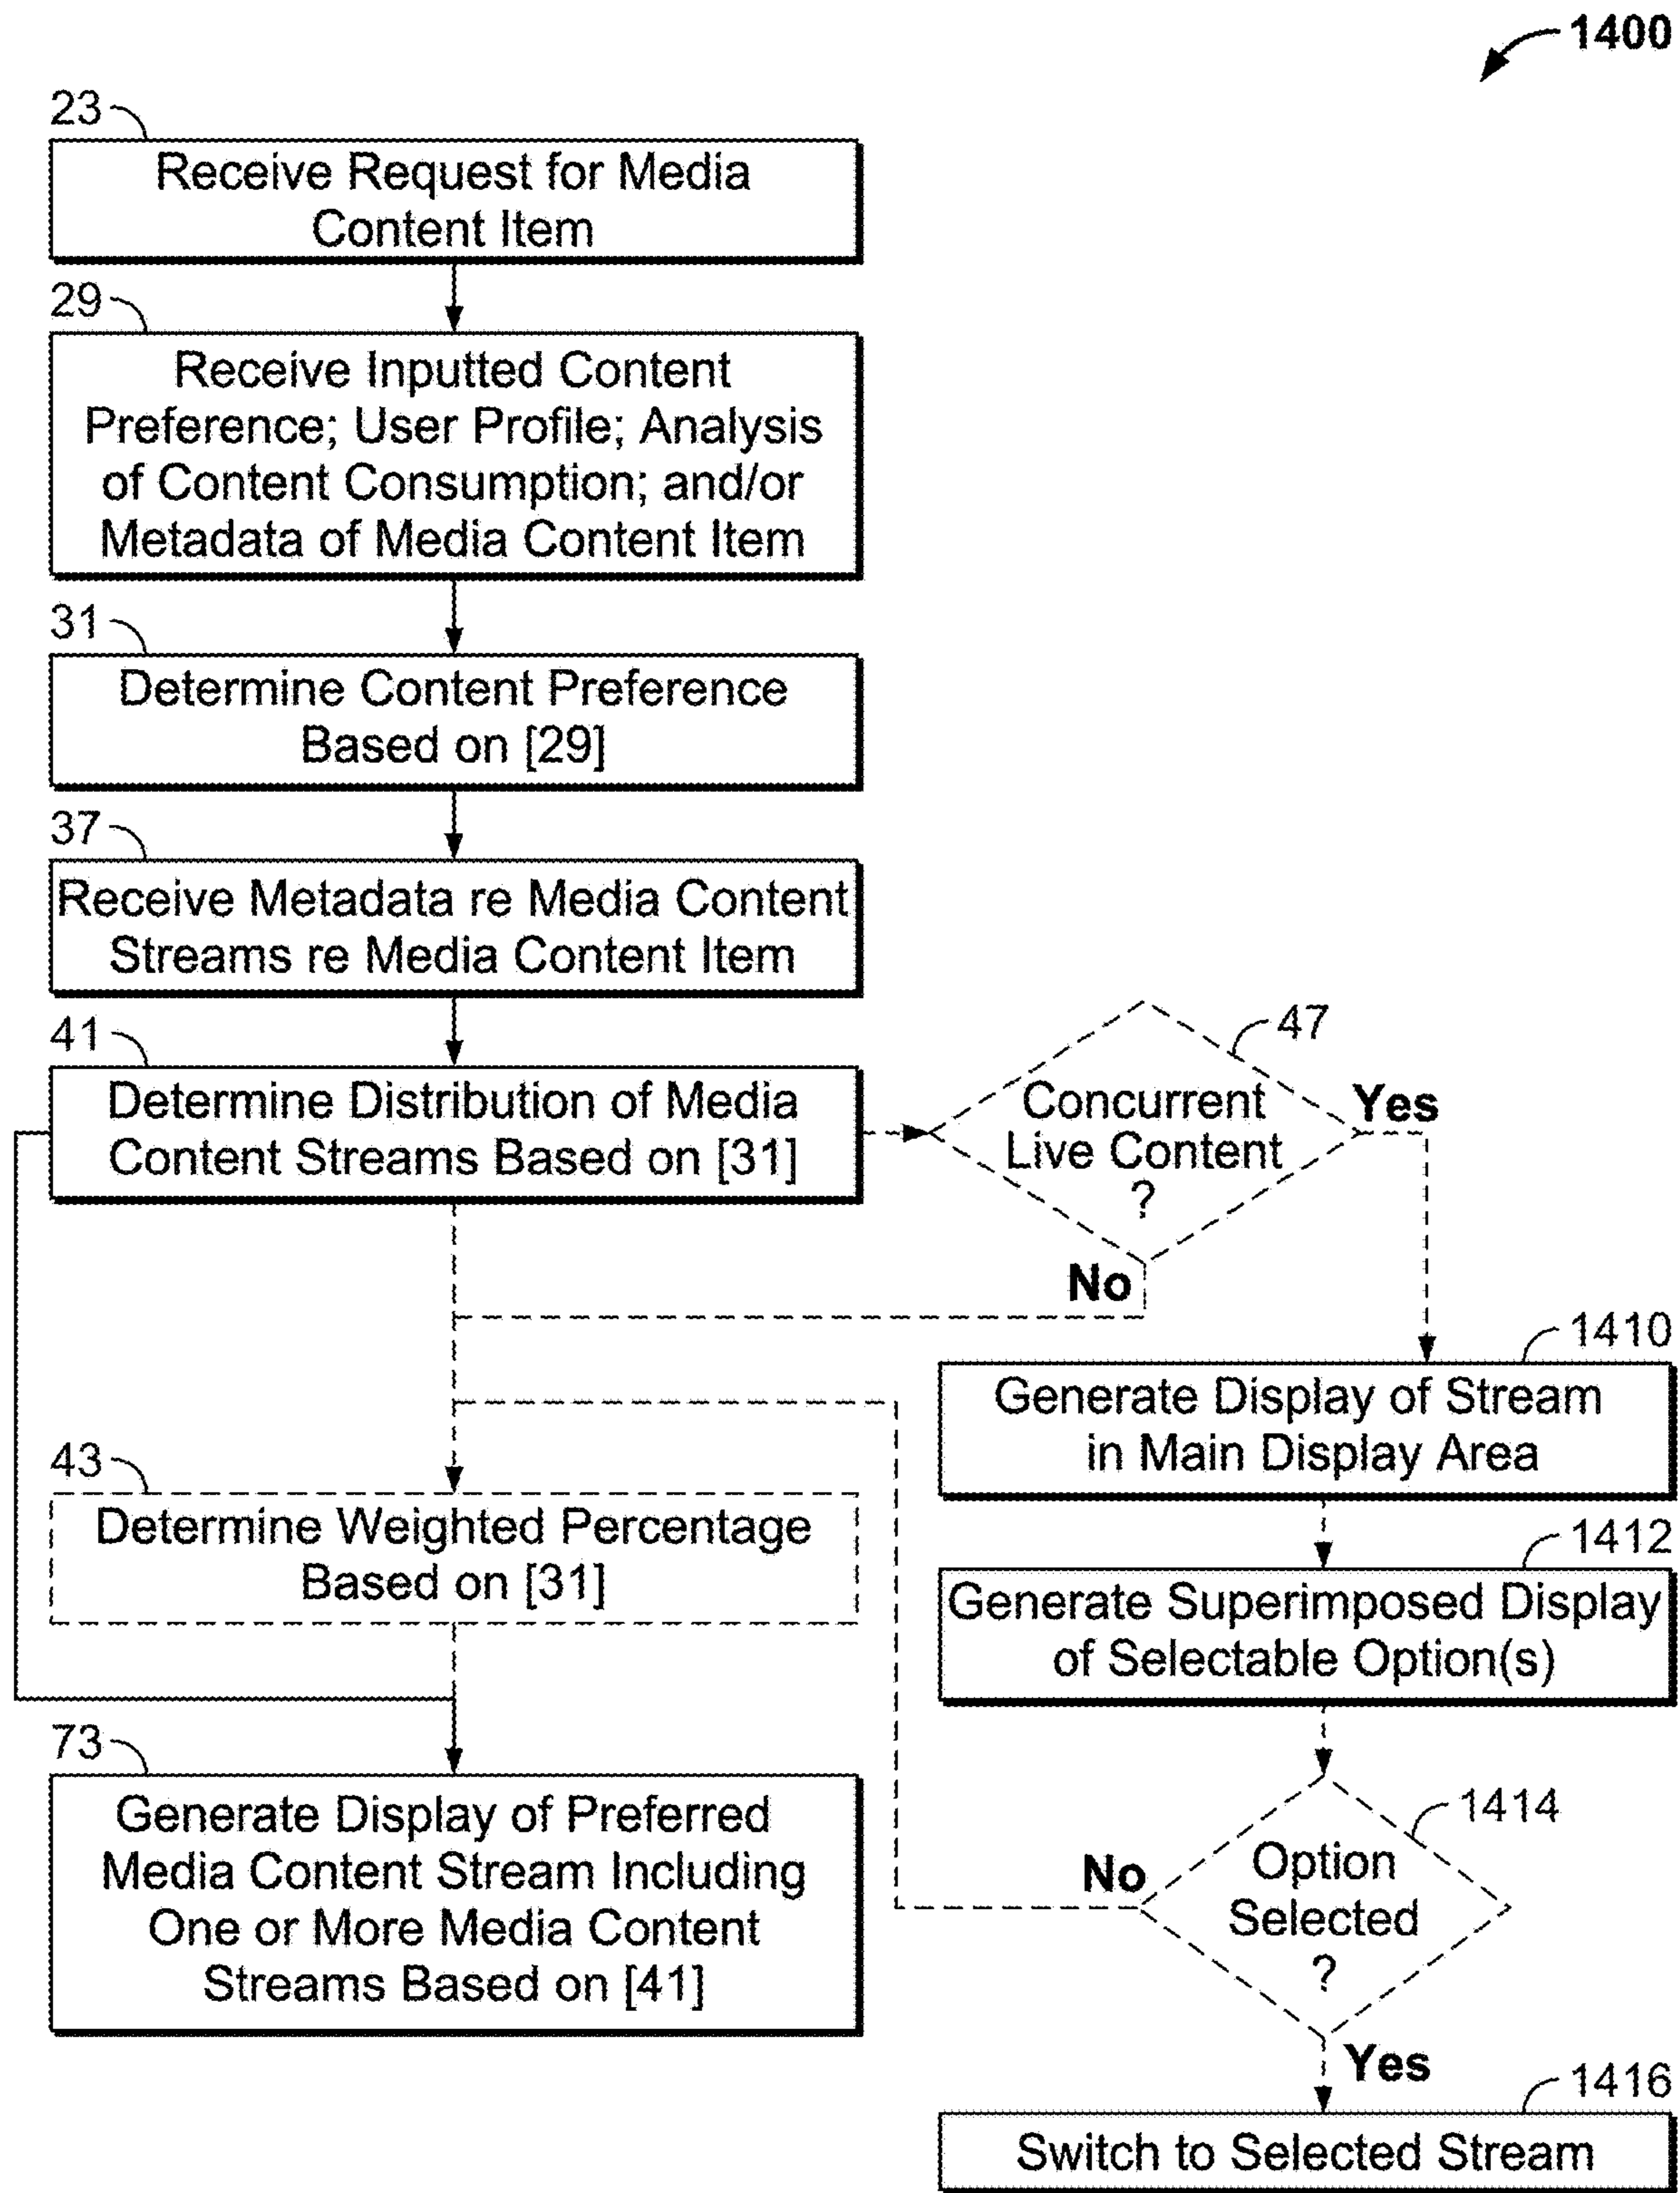 1400
23
Receive Request for Media
Content Item
29
Receive Inputted Content
Preference; User Profile; Analysis
of Content Consumption; and/or
Metadata of Media Content Item
31
Determine Content Preference
Based on [29]
37
Receive Metadata re Media Content
Streams re Media Content Item
41
Determine Distribution of Media
Content Streams Based on [31]
47
Concurrent
Live Content
?
Yes
No
1410
Generate Display of Stream
in Main Display Area
43
Determine Weighted Percentage
Based on [31]
1412
Generate Superimposed Display
of Selectable Option(s)
73
Generate Display of Preferred
Media Content Stream Including
One or More Media Content
Streams Based on [41]
1414
Option
Selected
?
No
Yes
1416
Switch to Selected Stream